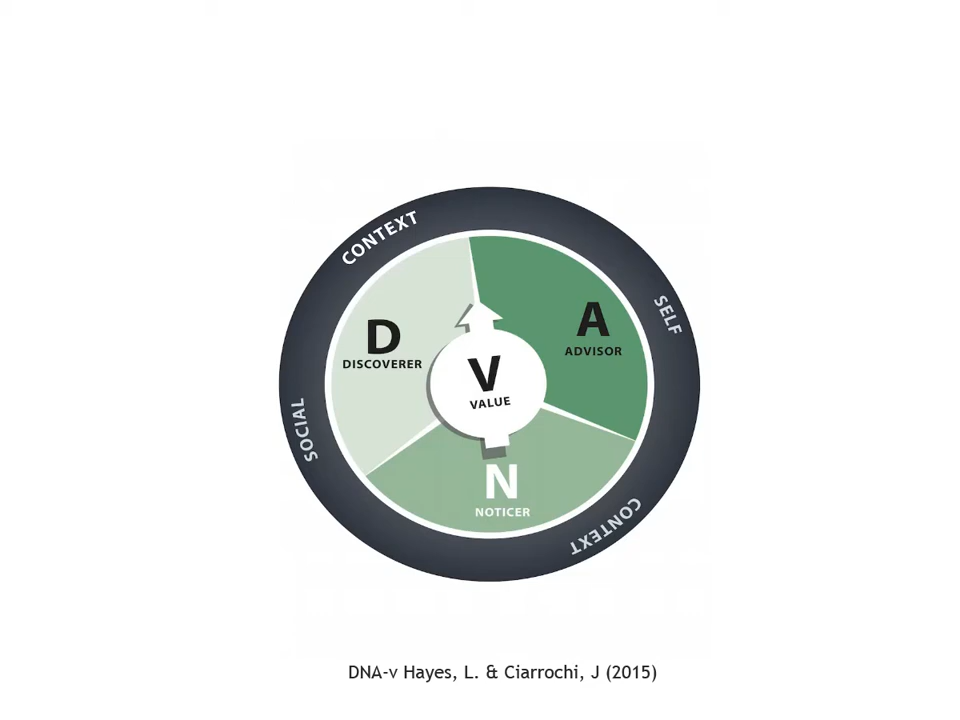 CONTEXT
SELF
D
DISCOVERER
A
ADVISOR
V
VALUE
SOCIAL
N
NOTICER
CONTEXT
DNA-v Hayes, L. & Ciarrochi, J (2015)